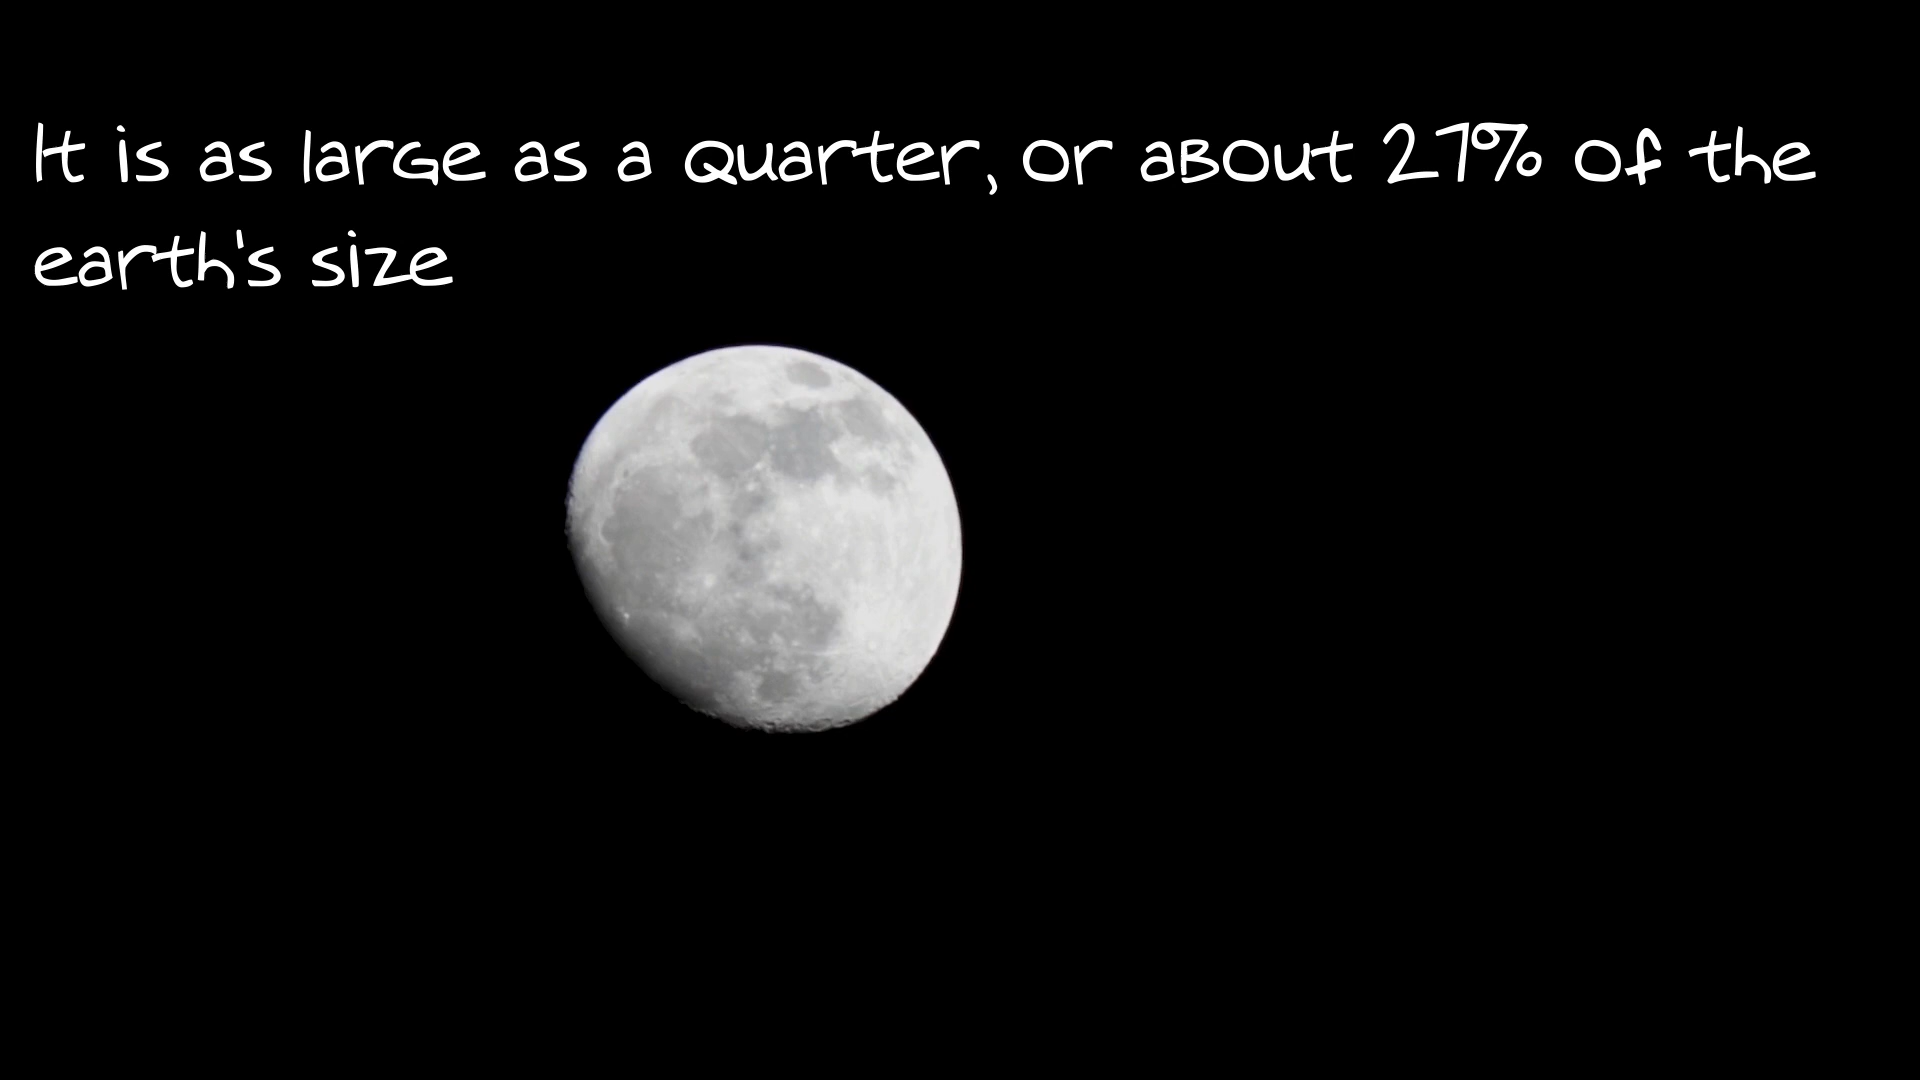 It is as large as a quarter, or about 27% of the
earth's size